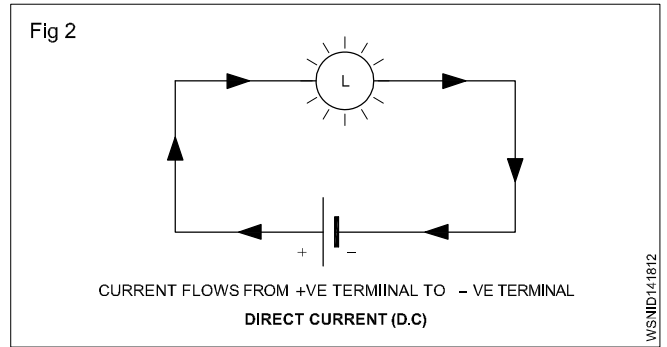 Fig 2
L
+ −
CURRENT FLOWS FROM +VE TERMIINAL TO – VE TERMINAL
DIRECT CURRENT (D.C)
WSNID141812